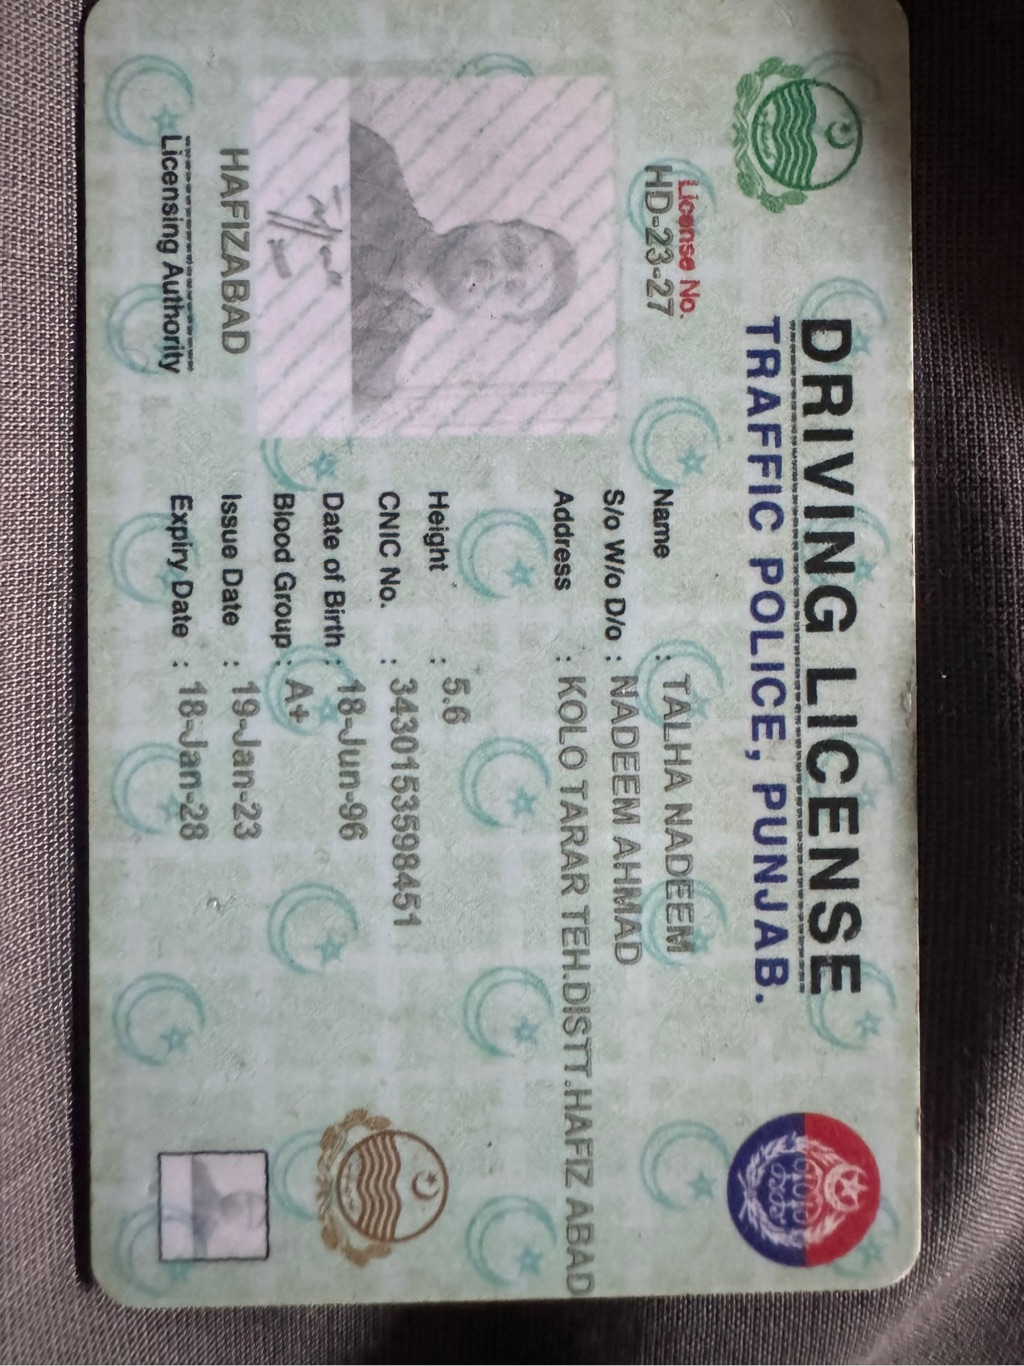 DRIVING LICENSE
TRAFFIC POLICE, PUNJAB.
License No.
HD-23-27
Name : TALHA NADEEM
S/o W/o D/o : NADEEM AHMAD
Address : KOLO TARAR TEH.DISTT.HAFIZ ABAD
Height : 5.6
CNIC No. : 3430153598451
Date of Birth : 18-Jun-96
Blood Group : A+
Issue Date : 19-Jan-23
Expiry Date : 18-Jan-28
HAFIZABAD
Licensing Authority